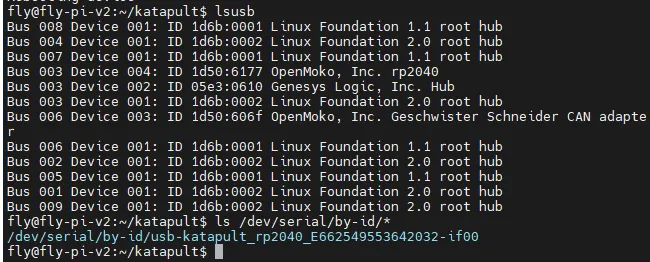 fly@fly-pi-v2:~/katapult$ lsusb
Bus 008 Device 001: ID 1d6b:0001 Linux Foundation 1.1 root hub
Bus 004 Device 001: ID 1d6b:0002 Linux Foundation 2.0 root hub
Bus 007 Device 001: ID 1d6b:0001 Linux Foundation 1.1 root hub
Bus 003 Device 004: ID 1d50:6177 OpenMoko, Inc. rp2040
Bus 003 Device 002: ID 05e3:0610 Genesys Logic, Inc. Hub
Bus 003 Device 001: ID 1d6b:0002 Linux Foundation 2.0 root hub
Bus 006 Device 003: ID 1d50:606f OpenMoko, Inc. Geschwister Schneider CAN adapte
r
Bus 006 Device 001: ID 1d6b:0001 Linux Foundation 1.1 root hub
Bus 002 Device 001: ID 1d6b:0002 Linux Foundation 2.0 root hub
Bus 005 Device 001: ID 1d6b:0001 Linux Foundation 1.1 root hub
Bus 001 Device 001: ID 1d6b:0002 Linux Foundation 2.0 root hub
Bus 009 Device 001: ID 1d6b:0002 Linux Foundation 2.0 root hub
fly@fly-pi-v2:~/katapult$ ls /dev/serial/by-id/*
/dev/serial/by-id/usb-katapult_rp2040_E662549553642032-if00
fly@fly-pi-v2:~/katapult$